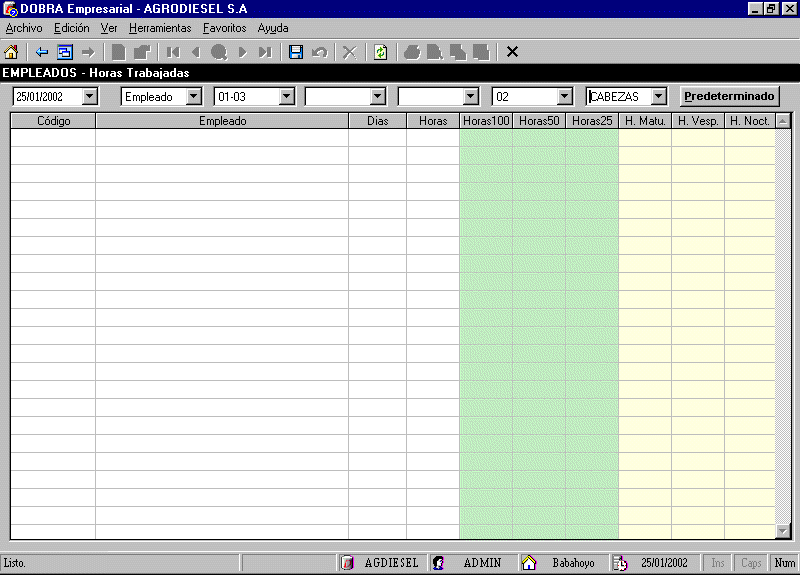 DOBRA Empresarial - AGRODIESEL S.A
Archivo Edición Ver Herramientas Favoritos Ayuda
EMPLEADOS - Horas Trabajadas
25/01/2002 Empleado 01-03 02 CABEZAS Predeterminado
Código Empleado Dias Horas Horas100 Horas50 Horas25 H. Matu. H. Vesp. H. Noct.
Listo. AGDIESEL ADMIN Babahoyo 25/01/2002 Ins Caps Num